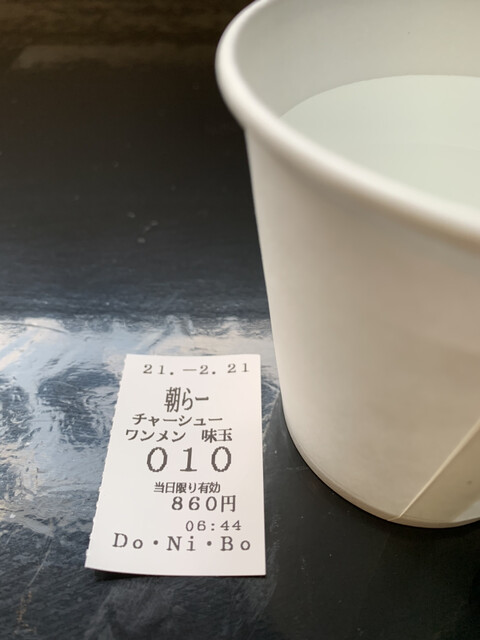 21.-2.21
朝らー
チャーシュー
ワンメン 味玉
010
当日限り有効
860円
06:44
Do・Ni・Bo